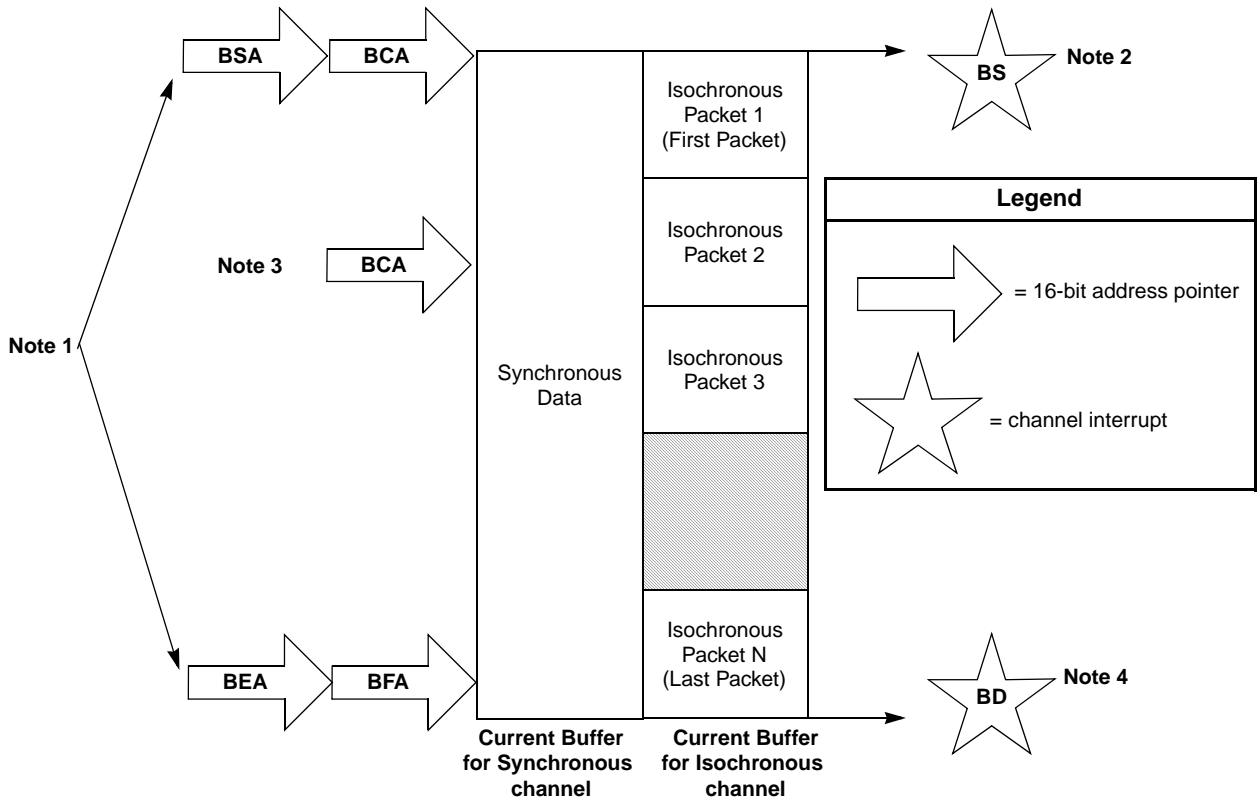 BSA
BCA
BS
Note 2
Isochronous
Packet 1
(First Packet)
Legend
Note 3
BCA
Isochronous
Packet 2
= 16-bit address pointer
Note 1
Synchronous
Data
Isochronous
Packet 3
= channel interrupt
BEA
BFA
Isochronous
Packet N
(Last Packet)
BD
Note 4
Current Buffer
for Synchronous
channel
Current Buffer
for Isochronous
channel